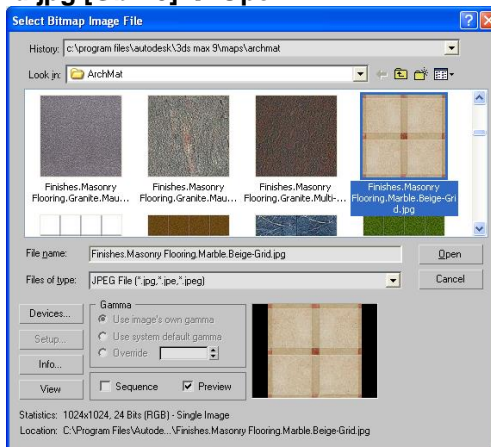 Select Bitmap Image File
History: c:\program files\autodesk\3ds max 9\maps\archmat
Look in: ArchMat
Finishes.Masonry
Flooring.Granite.Mau...
Finishes.Masonry
Flooring.Granite.Mau...
Finishes.Masonry
Flooring.Granite.Multi-...
Finishes.Masonry
Flooring.Marble.Beige-Gri
d.jpg
File name: Finishes.Masonry Flooring.Marble.Beige-Grid.jpg
Open
Files of type: JPEG File (*.jpg,*.jpe,*.jpeg)
Cancel
Devices...
Setup...
Info...
View
Gamma
Use image's own gamma
Use system default gamma
Override
Sequence
Preview
Statistics: 1024x1024, 24 Bits (RGB) - Single Image
Location: C:\Program Files\Autode...\Finishes.Masonry Flooring.Marble.Beige-Grid.jpg